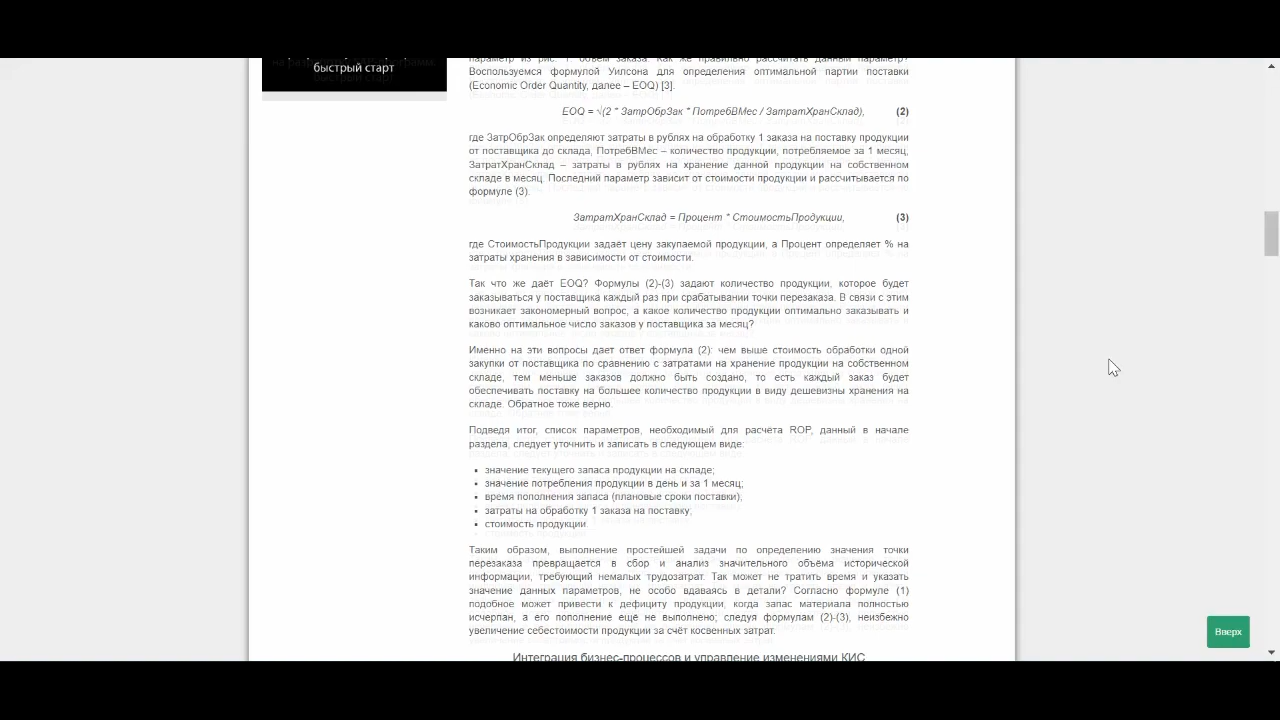 быстрый старт
параметр из рис. 1: объем заказа. Как же правильно рассчитать данный параметр?
Воспользуемся формулой Уилсона для определения оптимальной партии поставки
(Economic Order Quantity, далее – EOQ) [3].
EOQ = √(2 * ЗатрОбрЗак * ПотребВМес / ЗатратХранСклад), (2)
где ЗатрОбрЗак определяют затраты в рублях на обработку 1 заказа на поставку продукции
от поставщика до склада, ПотребВМес – количество продукции, потребляемое за 1 месяц,
ЗатратХранСклад – затраты в рублях на хранение данной продукции на собственном
складе в месяц. Последний параметр зависит от стоимости продукции и рассчитывается по
формуле (3).
ЗатратХранСклад = Процент * СтоимостьПродукции, (3)
где СтоимостьПродукции задаёт цену закупаемой продукции, а Процент определяет % на
затраты хранения в зависимости от стоимости.
Так что же даёт EOQ? Формулы (2)-(3) задают количество продукции, которое будет
заказываться у поставщика каждый раз при срабатывании точки перезаказа. В связи с этим
возникает закономерный вопрос, а какое количество продукции оптимально заказывать и
каково оптимальное число заказов у поставщика за месяц?
Именно на эти вопросы дает ответ формула (2): чем выше стоимость обработки одной
закупки от поставщика по сравнению с затратами на хранение продукции на собственном
складе, тем меньше заказов должно быть создано, то есть каждый заказ будет
обеспечивать поставку на большее количество продукции в виду дешевизны хранения на
складе. Обратное тоже верно.
Подведя итог, список параметров, необходимый для расчёта ROP, данный в начале
раздела, следует уточнить и записать в следующем виде:
▪ значение текущего запаса продукции на складе;
▪ значение потребления продукции в день и за 1 месяц;
▪ время пополнения запаса (плановые сроки поставки);
▪ затраты на обработку 1 заказа на поставку;
▪ стоимость продукции.
Таким образом, выполнение простейшей задачи по определению значения точки
перезаказа превращается в сбор и анализ значительного объёма исторической
информации, требующий немалых трудозатрат. Так может не тратить время и указать
значение данных параметров, не особо вдаваясь в детали? Согласно формуле (1)
подобное может привести к дефициту продукции, когда запас материала полностью
исчерпан, а его пополнение ещё не выполнено; следуя формулам (2)-(3), неизбежно
увеличение себестоимости продукции за счёт косвенных затрат.
Интеграция бизнес-процессов и управление изменениями КИС
Вверх